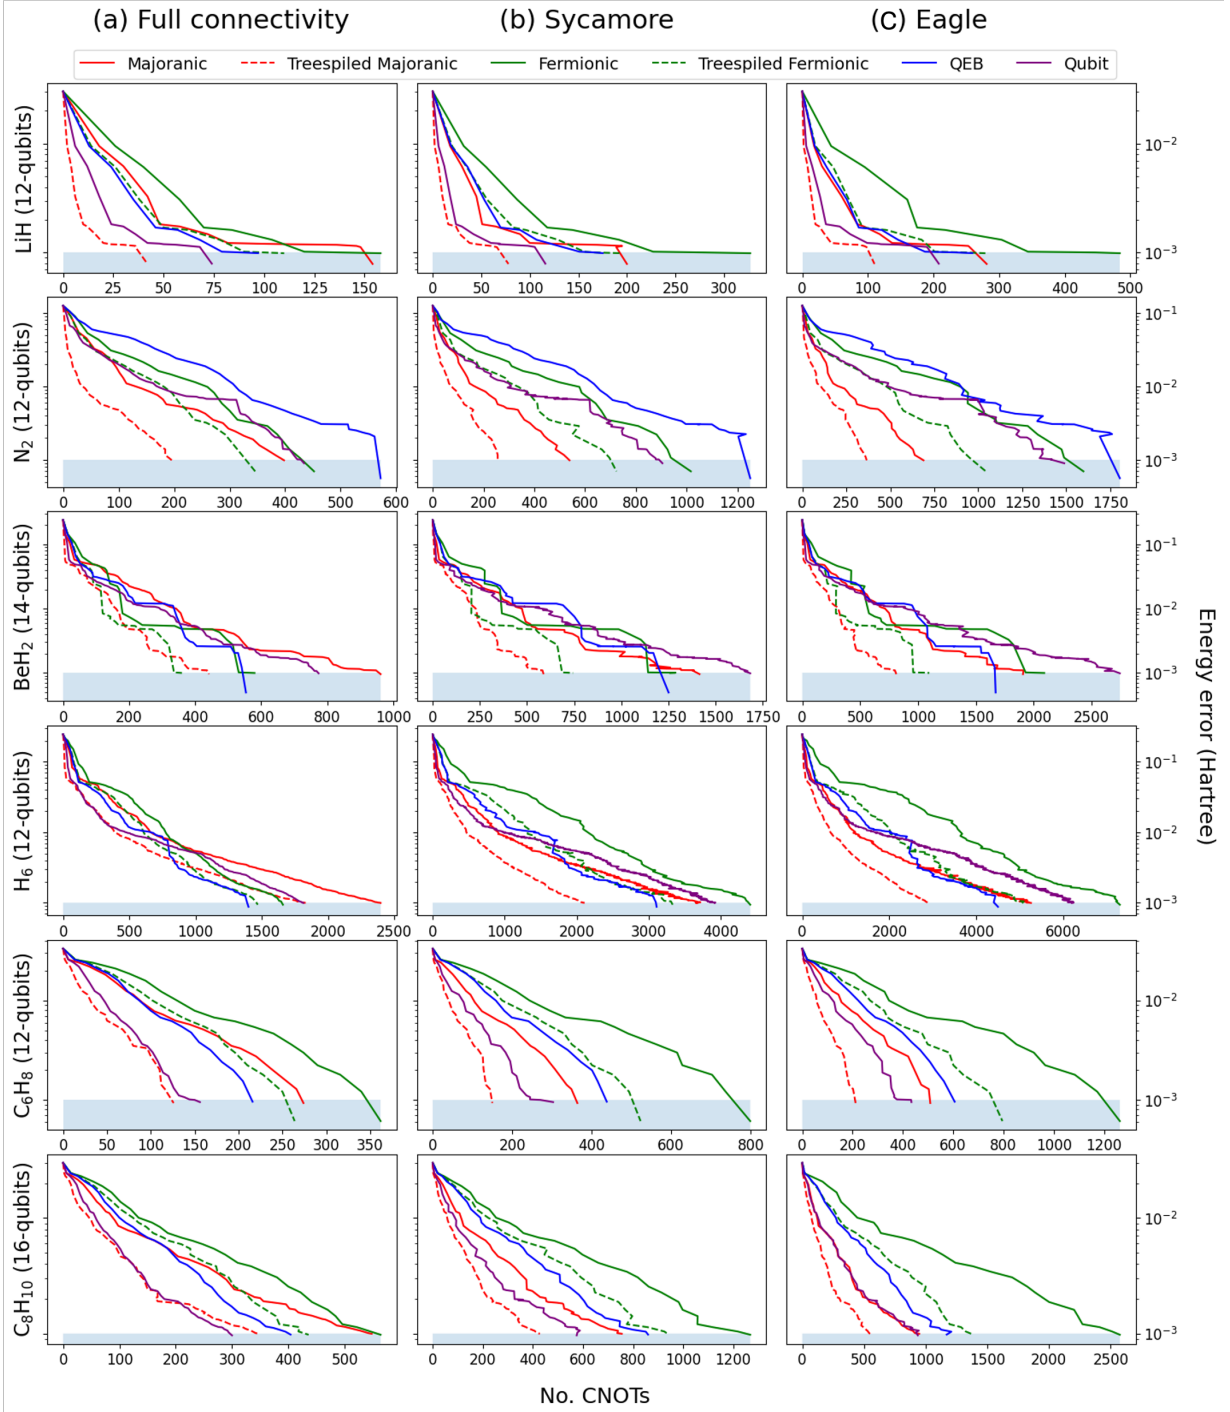 (a) Full connectivity (b) Sycamore (c) Eagle
Majoranic Treespiled Majoranic Fermionic Treespiled Fermionic QEB Qubit
LiH (12-qubits)
10⁻²
10⁻³
0 25 50 75 100 125 150
0 50 100 150 200 250 300
0 100 200 300 400 500
N₂ (12-qubits)
10⁻¹
10⁻²
10⁻³
0 100 200 300 400 500 600
0 200 400 600 800 1000 1200
0 250 500 750 1000 1250 1500 1750
BeH₂ (14-qubits)
10⁻¹
10⁻²
10⁻³
0 200 400 600 800 1000
0 250 500 750 1000 1250 1500 1750
0 500 1000 1500 2000 2500
Energy error (Hartree)
H₆ (12-qubits)
10⁻¹
10⁻²
10⁻³
0 500 1000 1500 2000 2500
0 1000 2000 3000 4000
0 2000 4000 6000
C₆H₈ (12-qubits)
10⁻²
10⁻³
0 50 100 150 200 250 300 350
0 200 400 600 800
0 200 400 600 800 1000 1200
C₈H₁₀ (16-qubits)
10⁻²
10⁻³
0 100 200 300 400 500
0 200 400 600 800 1000 1200
0 500 1000 1500 2000 2500
No. CNOTs